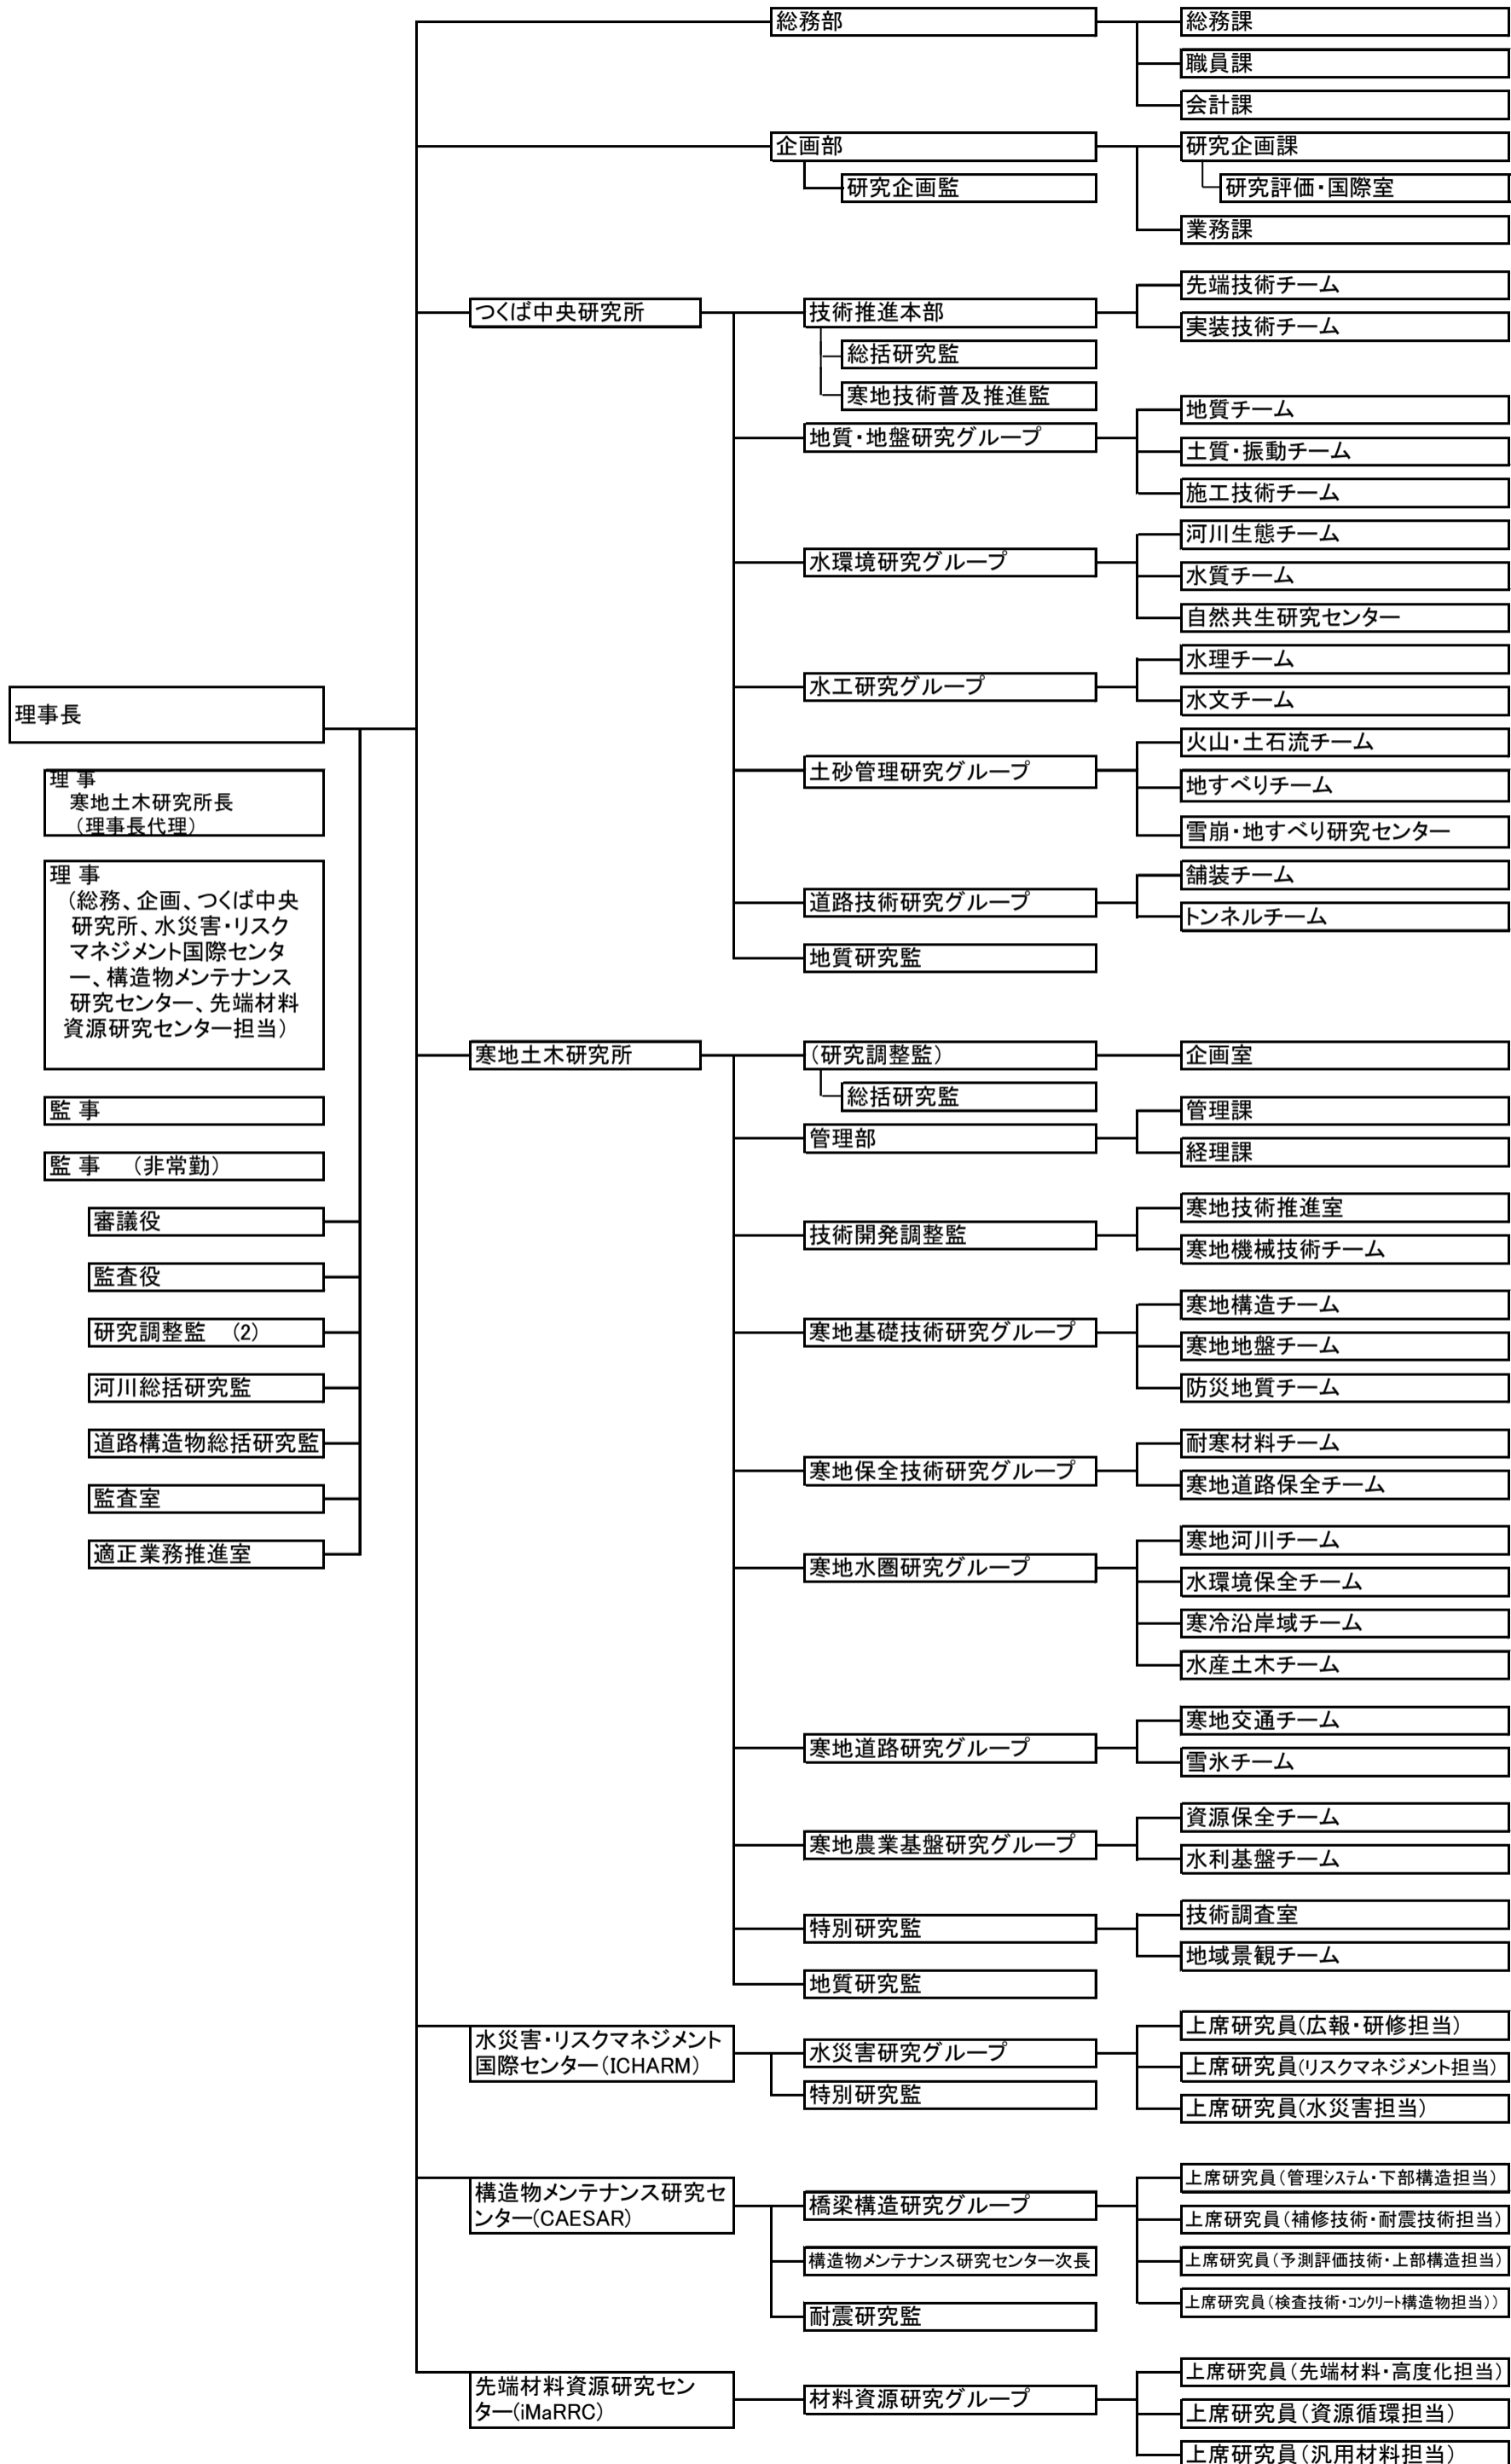 総務部
総務課
職員課
会計課
企画部
研究企画課
研究企画監
研究評価・国際室
業務課
つくば中央研究所
技術推進本部
先端技術チーム
実装技術チーム
総括研究監
寒地技術普及推進監
地質・地盤研究グループ
地質チーム
土質・振動チーム
施工技術チーム
水環境研究グループ
河川生態チーム
水質チーム
自然共生研究センター
水工研究グループ
水理チーム
水文チーム
土砂管理研究グループ
火山・土石流チーム
地すべりチーム
雪崩・地すべり研究センター
道路技術研究グループ
舗装チーム
トンネルチーム
地質研究監
理事長
理 事
寒地土木研究所長
（理事長代理）
理 事
（総務、企画、つくば中央
研究所、水災害・リスク
マネジメント国際センタ
ー、構造物メンテナンス
研究センター、先端材料
資源研究センター担当）
監 事
監 事　（非常勤）
審議役
監査役
研究調整監　（2）
河川総括研究監
道路構造物総括研究監
監査室
適正業務推進室
寒地土木研究所
（研究調整監）
企画室
総括研究監
管理部
管理課
経理課
技術開発調整監
寒地技術推進室
寒地機械技術チーム
寒地基礎技術研究グループ
寒地構造チーム
寒地地盤チーム
防災地質チーム
寒地保全技術研究グループ
耐寒材料チーム
寒地道路保全チーム
寒地水圏研究グループ
寒地河川チーム
水環境保全チーム
寒冷沿岸域チーム
水産土木チーム
寒地道路研究グループ
寒地交通チーム
雪氷チーム
寒地農業基盤研究グループ
資源保全チーム
水利基盤チーム
特別研究監
技術調査室
地域景観チーム
地質研究監
水災害・リスクマネジメント
国際センター（ICHARM）
水災害研究グループ
特別研究監
上席研究員(広報・研修担当)
上席研究員(リスクマネジメント担当)
上席研究員(水災害担当)
構造物メンテナンス研究セ
ンター(CAESAR)
橋梁構造研究グループ
構造物メンテナンス研究センター次長
耐震研究監
上席研究員（管理システム・下部構造担当）
上席研究員（補修技術・耐震技術担当）
上席研究員（予測評価技術・上部構造担当）
上席研究員（検査技術・コンクリート構造物担当））
先端材料資源研究セン
ター(iMaRRC)
材料資源研究グループ
上席研究員（先端材料・高度化担当）
上席研究員（資源循環担当）
上席研究員（汎用材料担当）